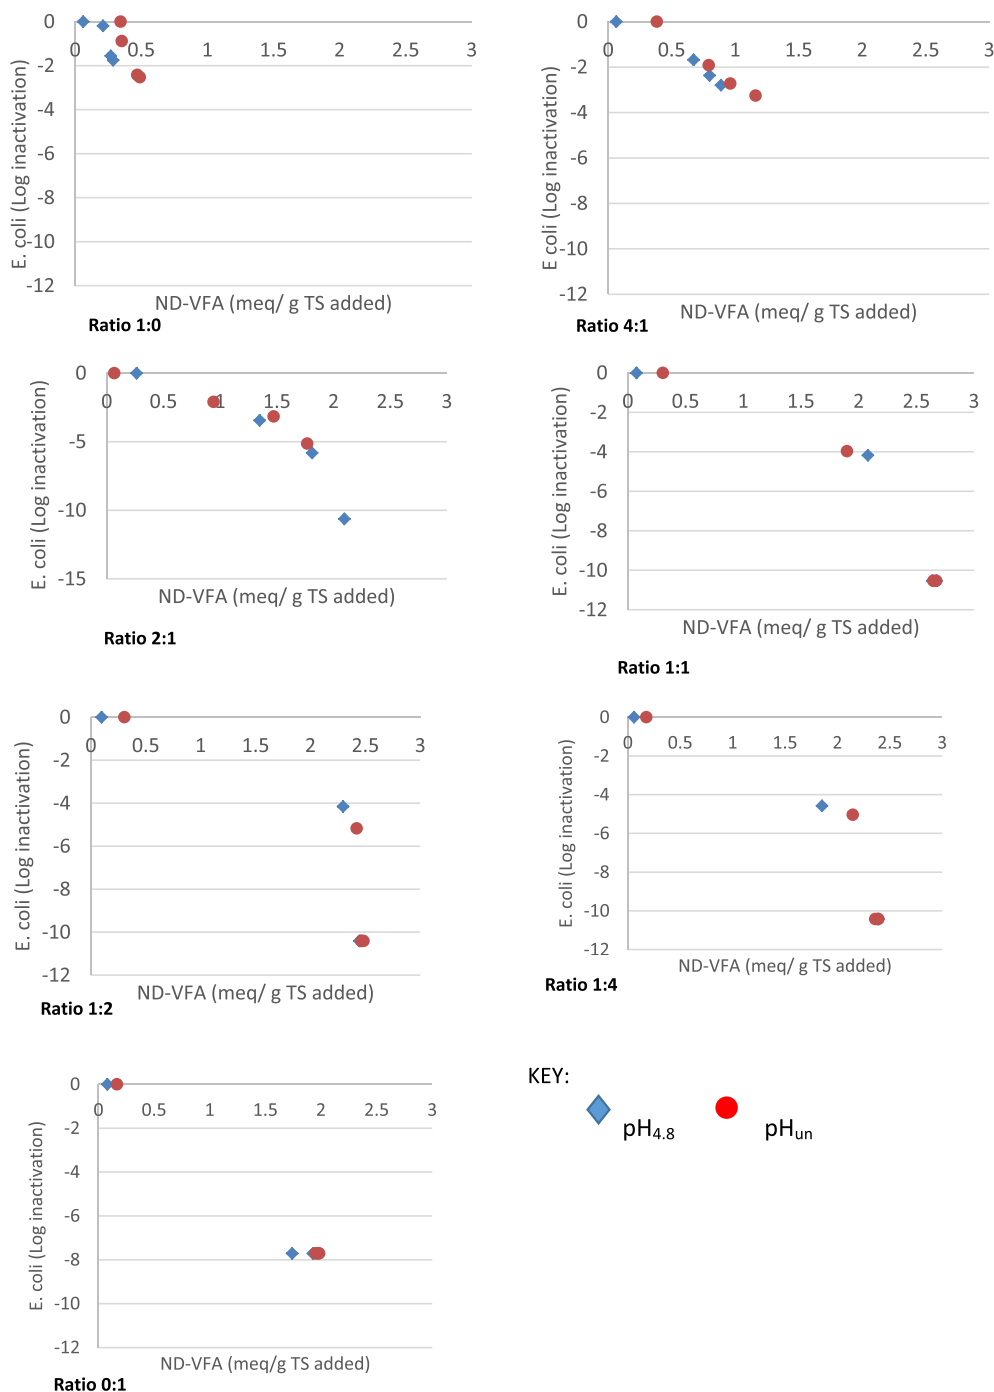 0
0 0.5 1 1.5 2 2.5 3
-2
-4
-6
-8
-10
-12
E. coli (Log inactivation)
ND-VFA (meq/ g TS added)
Ratio 1:0
0
0 0.5 1 1.5 2 2.5 3
-2
-4
-6
-8
-10
-12
E coli (Log inactivation)
ND-VFA (meq/ g TS added)
Ratio 4:1
0
0 0.5 1 1.5 2 2.5 3
-5
-10
-15
E. coli (Log inactivation)
ND-VFA (meq/ g TS added)
Ratio 2:1
0
0 0.5 1 1.5 2 2.5 3
-2
-4
-6
-8
-10
-12
E. coli (Log inactivation)
ND-VFA (meq/ g TS added)
Ratio 1:1
0
0 0.5 1 1.5 2 2.5 3
-2
-4
-6
-8
-10
-12
E. coli (Log inactivation)
ND-VFA (meq/ g TS added)
Ratio 1:2
0
0 0.5 1 1.5 2 2.5 3
-2
-4
-6
-8
-10
-12
E. coli (Log inactivation)
ND-VFA (meq/ g TS added)
Ratio 1:4
0
0 0.5 1 1.5 2 2.5 3
-2
-4
-6
-8
-10
-12
E. coli (Log inactivation)
ND-VFA (meq/g TS added)
Ratio 0:1
KEY:
pH4.8 pHun